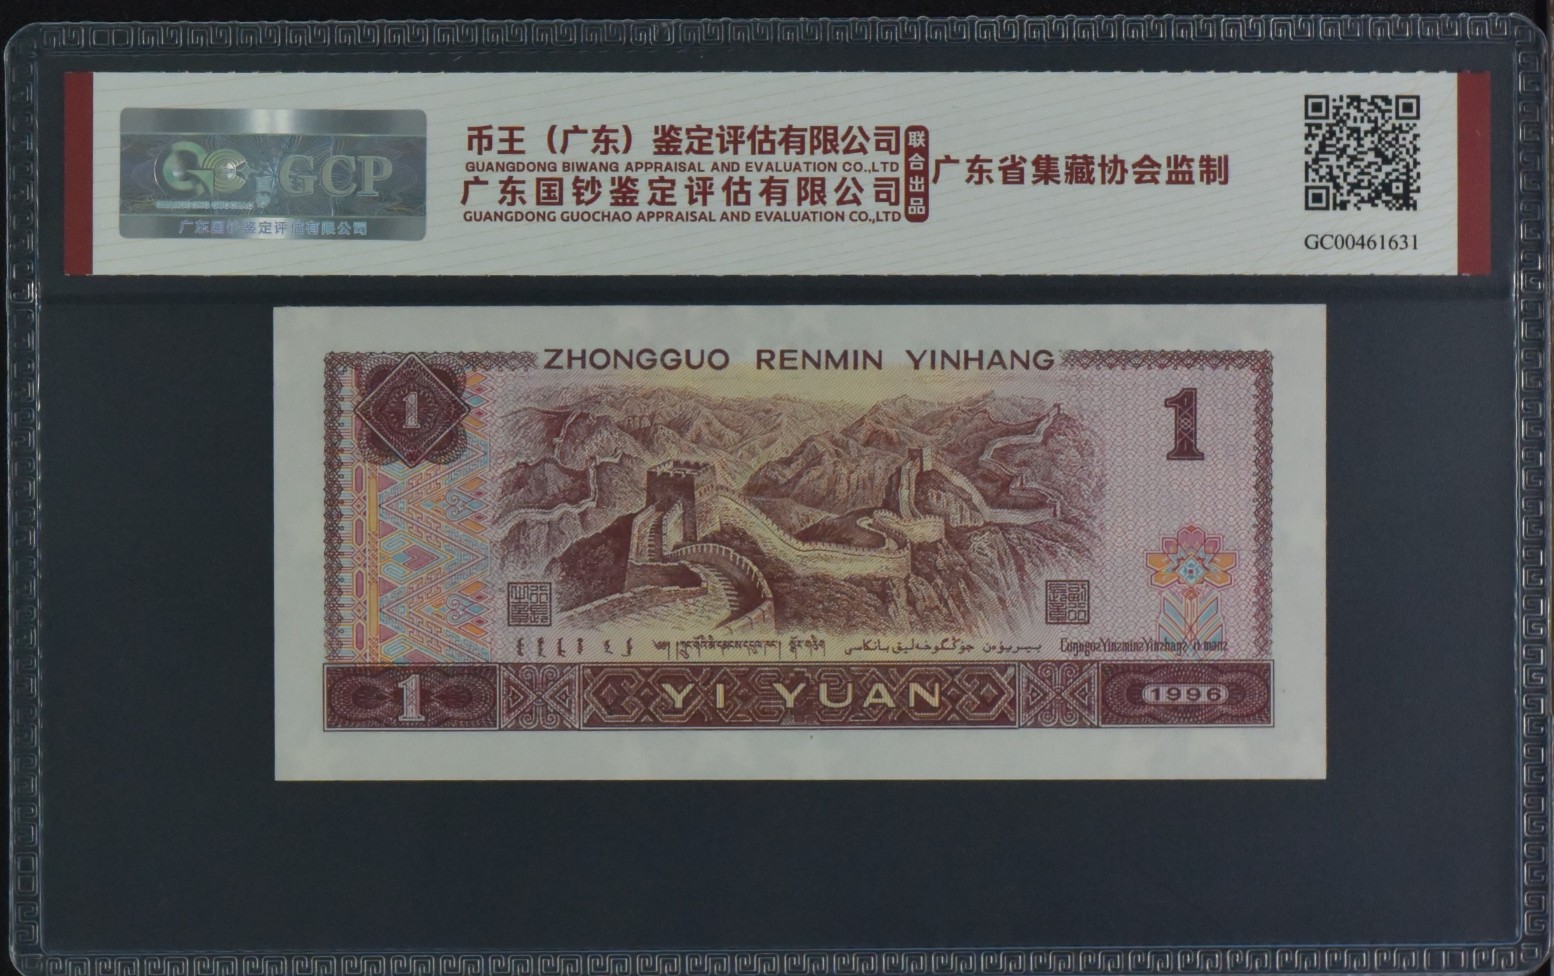 GCP
广东国钞鉴定评估有限公司
币王（广东）鉴定评估有限公司
GUANGDONG BIWANG APPRAISAL AND EVALUATION CO.,LTD
广东国钞鉴定评估有限公司
GUANGDONG GUOCHAO APPRAISAL AND EVALUATION CO.,LTD
联合出品
广东省集藏协会监制
GC00461631
ZHONGGUO RENMIN YINHANG
1
1
1
YI YUAN
1996